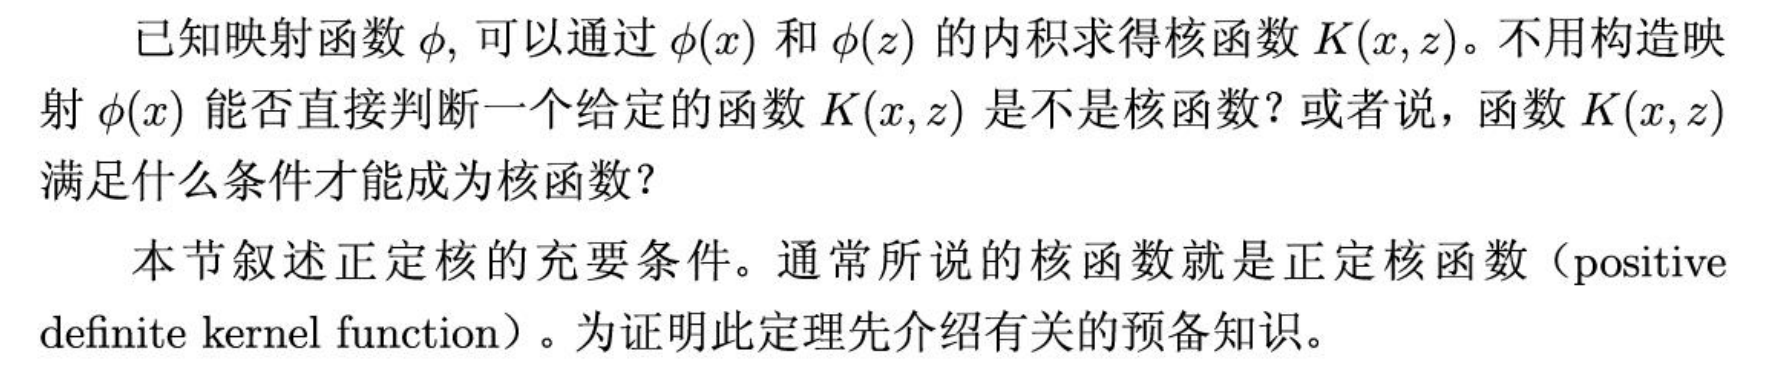 已知映射函数 ϕ, 可以通过 ϕ(x) 和 ϕ(z) 的内积求得核函数 K(x, z)。不用构造映
射 ϕ(x) 能否直接判断一个给定的函数 K(x, z) 是不是核函数？或者说，函数 K(x, z)
满足什么条件才能成为核函数？
本节叙述正定核的充要条件。通常所说的核函数就是正定核函数（positive
definite kernel function）。为证明此定理先介绍有关的预备知识。